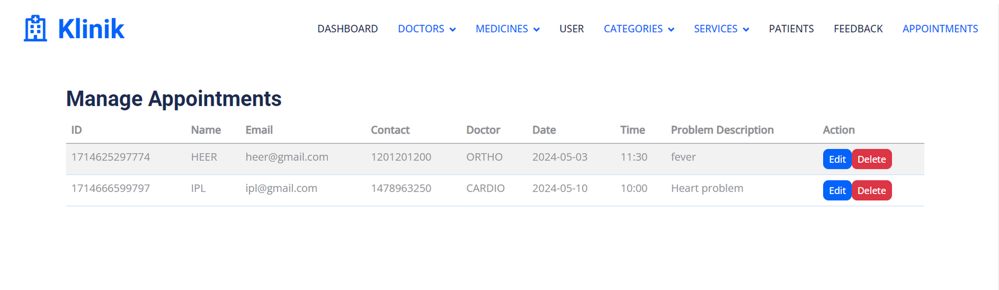 Klinik DASHBOARD DOCTORS MEDICINES USER CATEGORIES SERVICES PATIENTS FEEDBACK APPOINTMENTS
Manage Appointments
ID Name Email Contact Doctor Date Time Problem Description Action
1714625297774 HEER heer@gmail.com 1201201200 ORTHO 2024-05-03 11:30 fever Edit Delete
1714666599797 IPL ipl@gmail.com 1478963250 CARDIO 2024-05-10 10:00 Heart problem Edit Delete